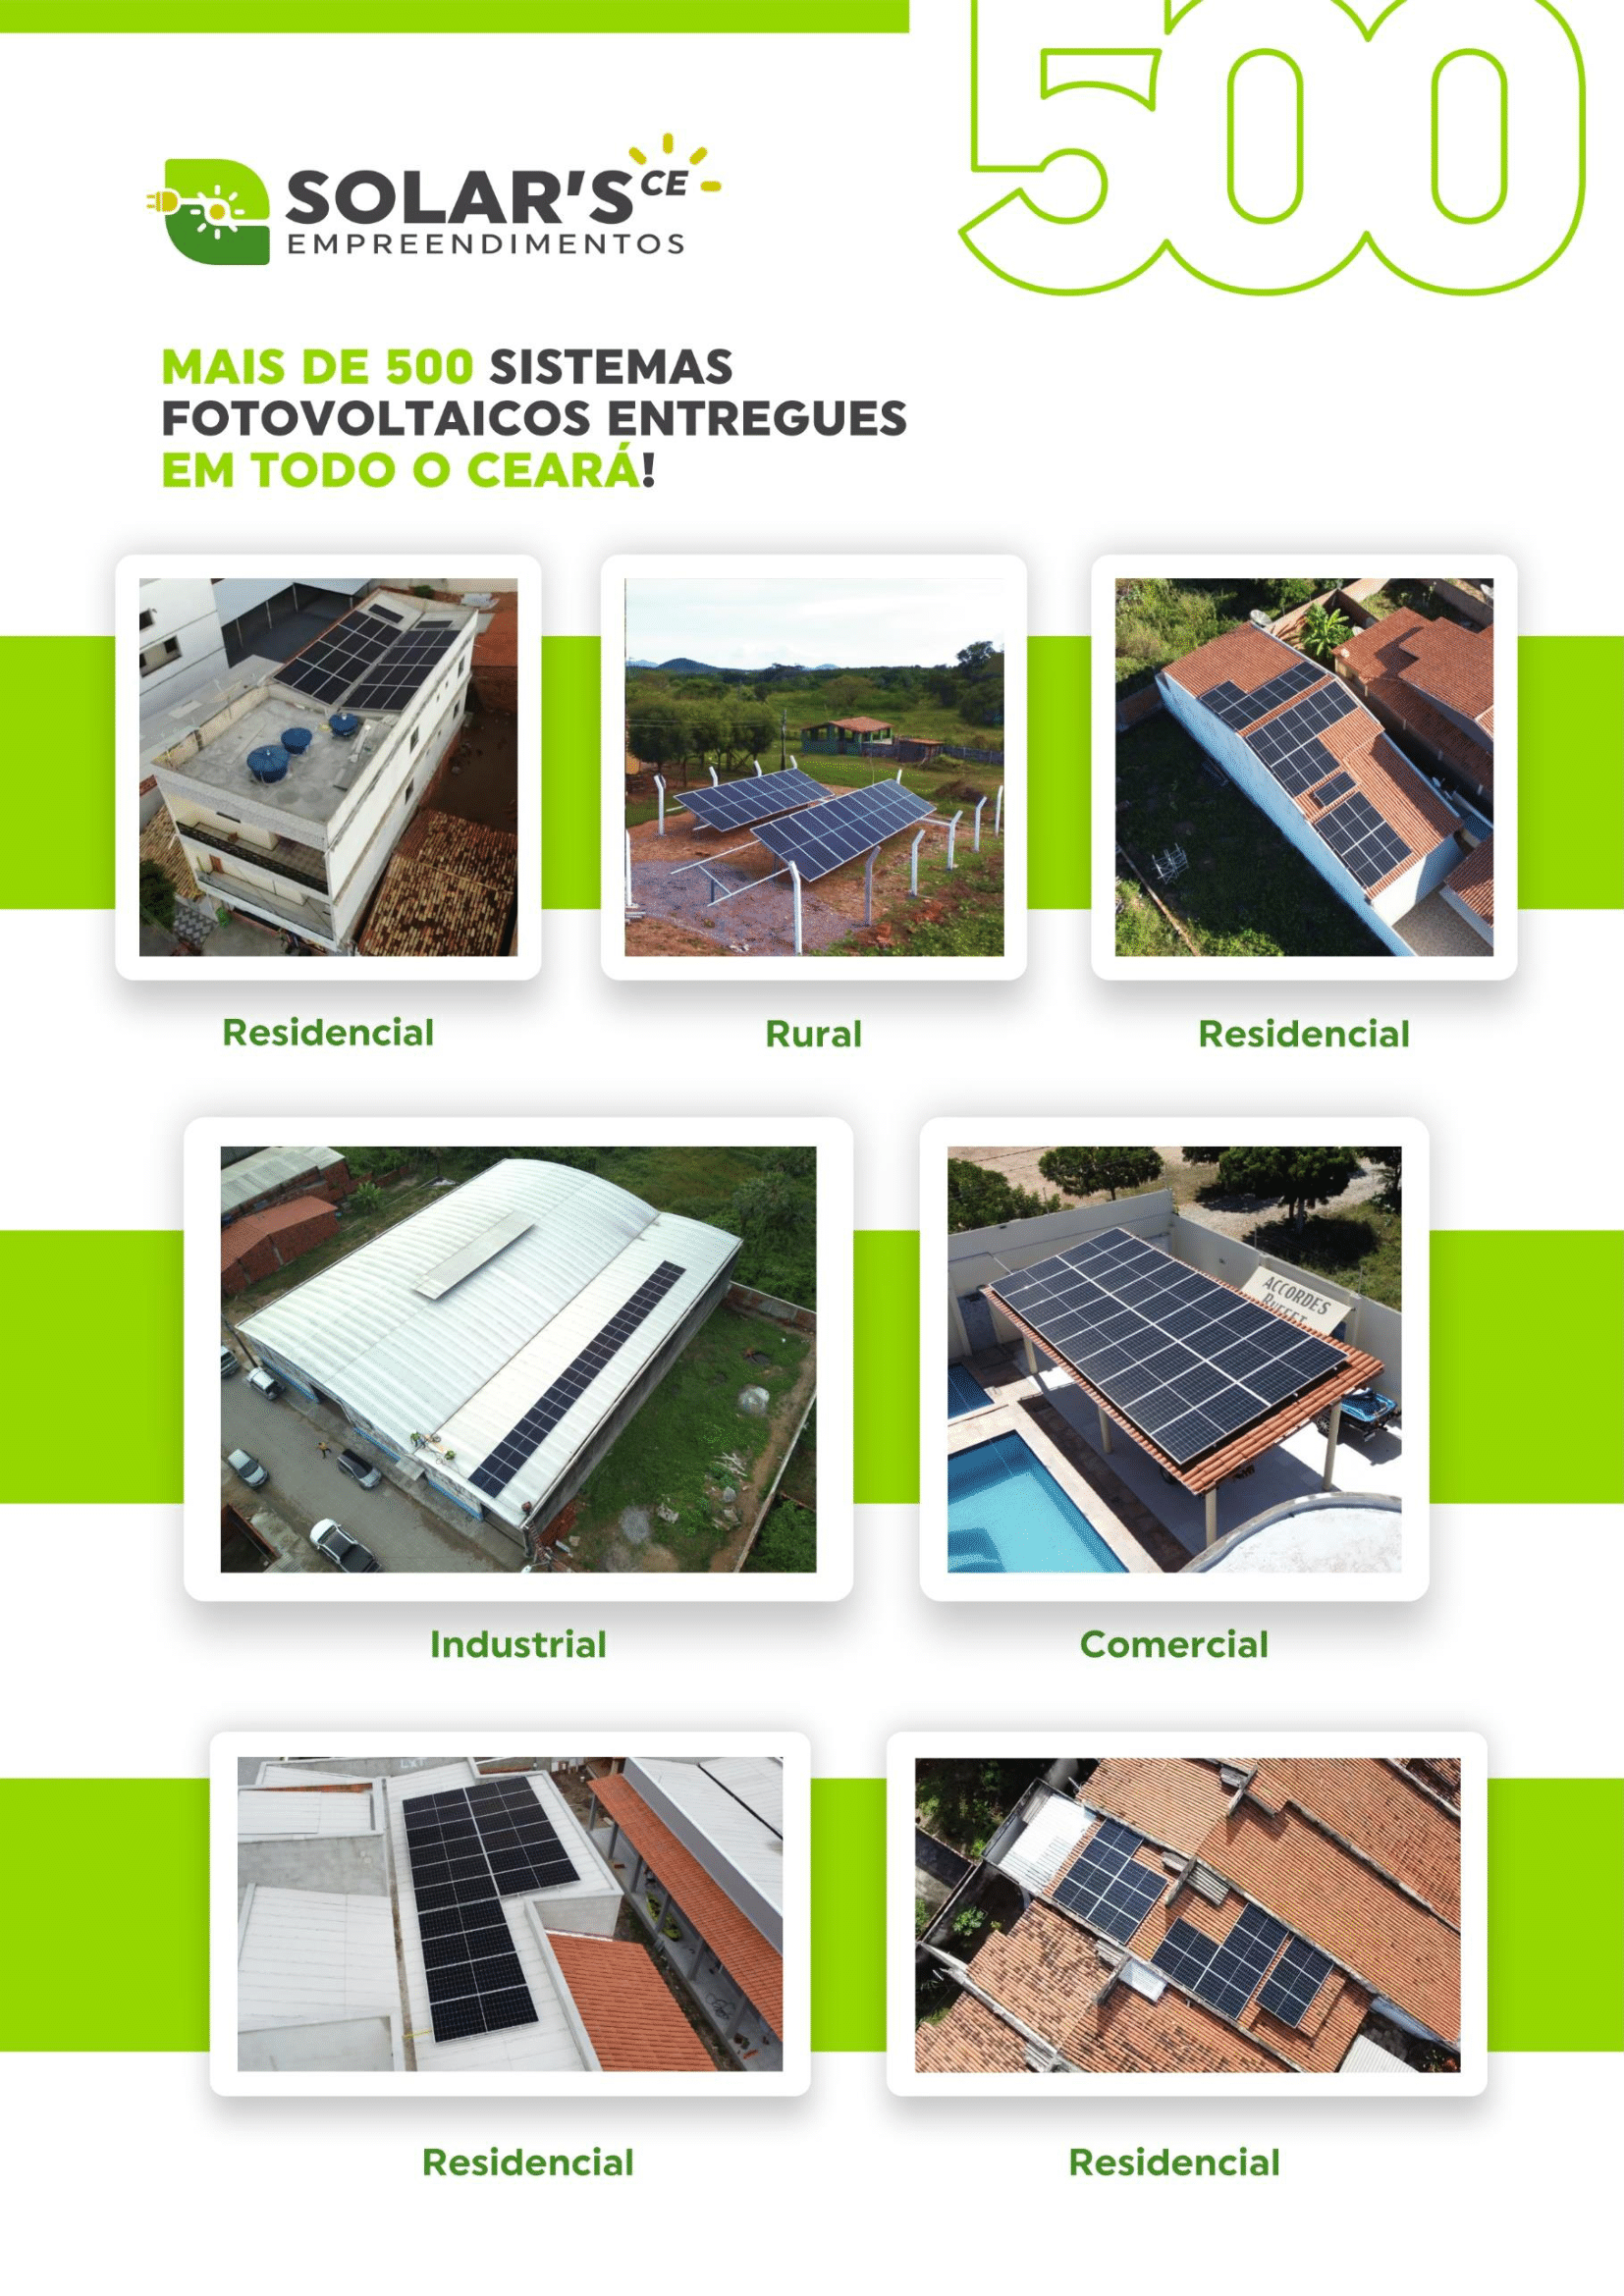 500
SOLAR'S CE
EMPREENDIMENTOS
MAIS DE 500 SISTEMAS
FOTOVOLTAICOS ENTREGUES
EM TODO O CEARÁ!
Residencial
Rural
Residencial
ACCORDES
BUFFET
Industrial
Comercial
Residencial
Residencial